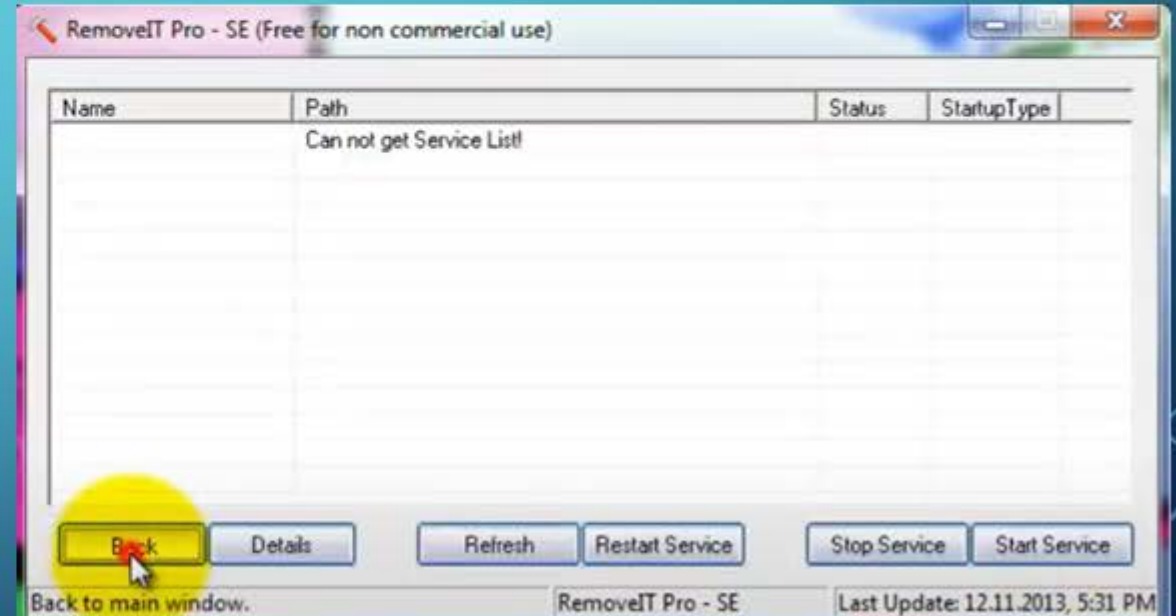 RemoveIT Pro - SE (Free for non commercial use)
Name Path Status StartupType
Can not get Service List!
Back Details Refresh Restart Service Stop Service Start Service
Back to main window. RemoveIT Pro - SE Last Update: 12.11.2013, 5:31 PM